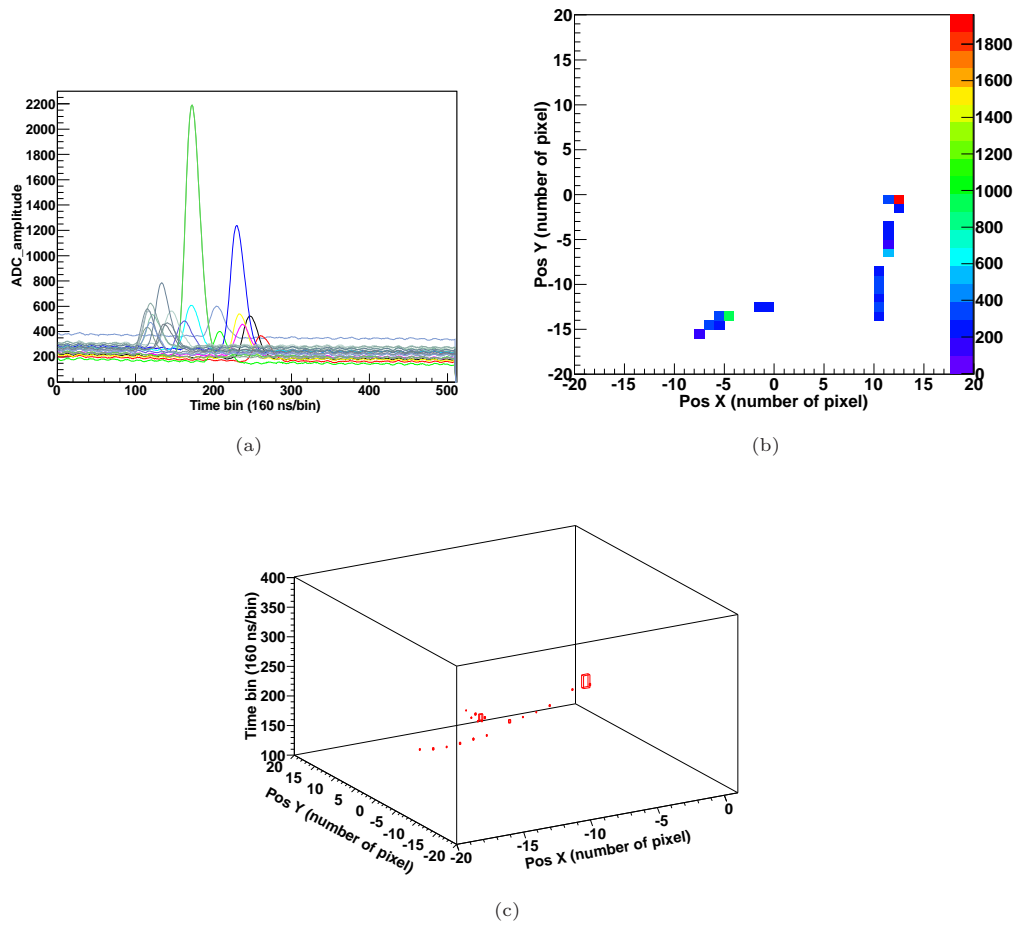 2200
2000
1800
1600
1400
1200
1000
800
600
400
200
0
ADC_amplitude
0 100 200 300 400 500
Time bin (160 ns/bin)
(a)
20
15
10
5
0
-5
-10
-15
-20
Pos Y (number of pixel)
-20 -15 -10 -5 0 5 10 15 20
Pos X (number of pixel)
1800
1600
1400
1200
1000
800
600
400
200
0
(b)
400
350
300
250
200
150
100
Time bin (160 ns/bin)
20 15 10 5 0 -5 -10 -15 -20
Pos Y (number of pixel)
-20 -15 -10 -5 0
Pos X (number of pixel)
(c)